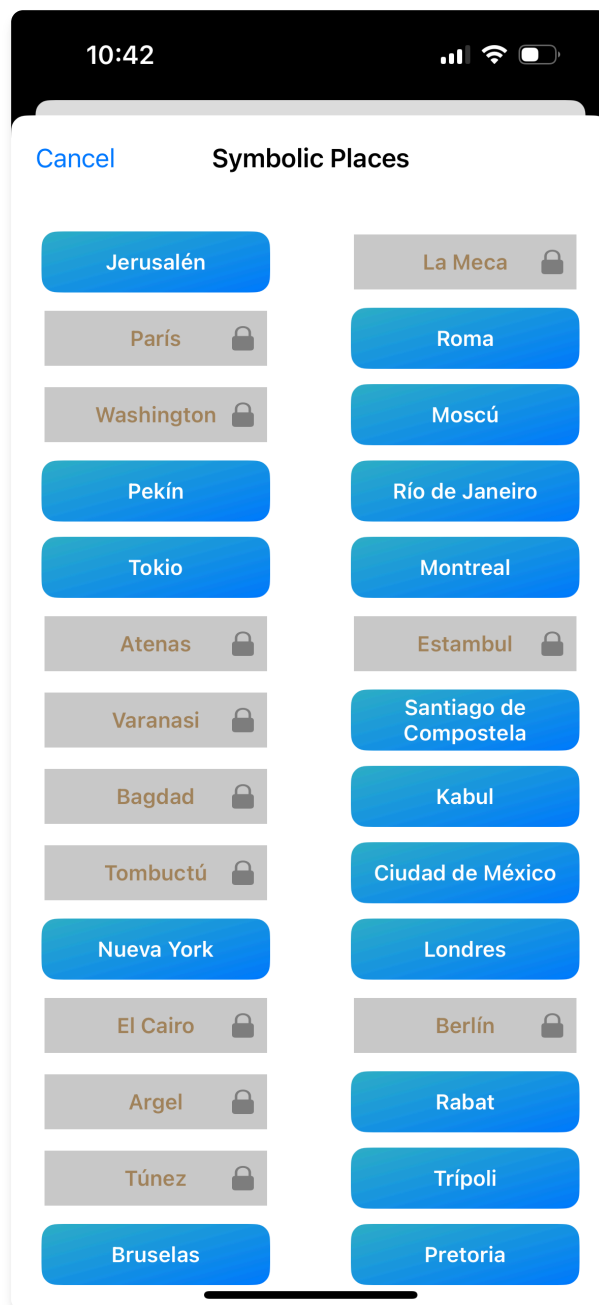 10:42
Cancel
Symbolic Places
Jerusalén
La Meca
París
Roma
Washington
Moscú
Pekín
Río de Janeiro
Tokio
Montreal
Atenas
Estambul
Varanasi
Santiago de
Compostela
Bagdad
Kabul
Tombuctú
Ciudad de México
Nueva York
Londres
El Cairo
Berlín
Argel
Rabat
Túnez
Trípoli
Bruselas
Pretoria